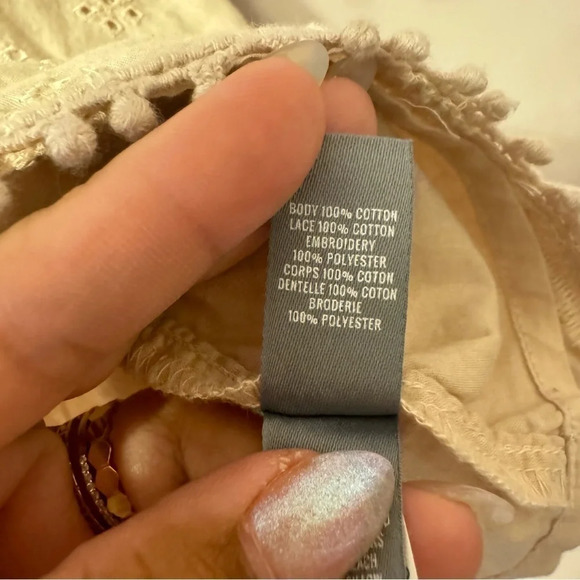 BODY 100% COTTON
LACE 100% COTTON
EMBROIDERY
100% POLYESTER
CORPS 100% COTON
DENTELLE 100% COTON
BRODERIE
100% POLYESTER